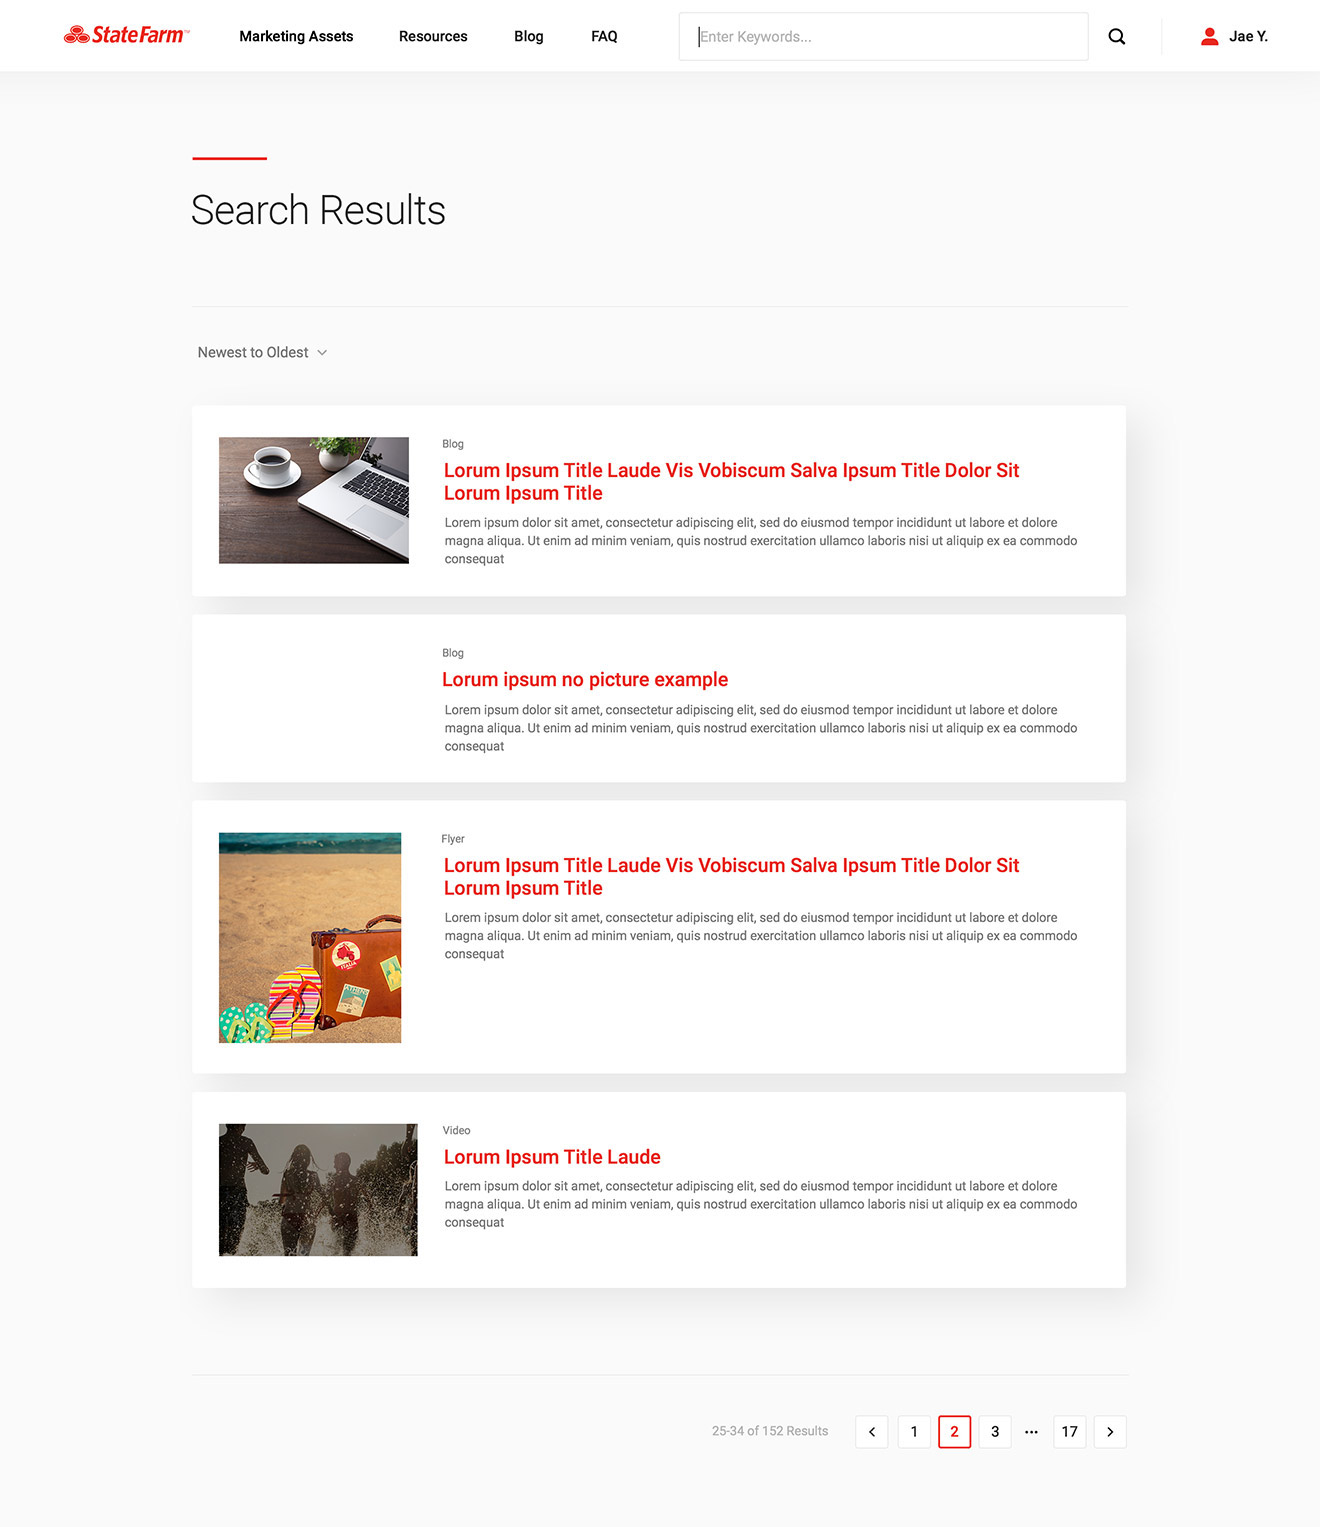 StateFarm™
Marketing Assets
Resources
Blog
FAQ
Enter Keywords...
Jae Y.
Search Results
Newest to Oldest
Blog
Lorum Ipsum Title Laude Vis Vobiscum Salva Ipsum Title Dolor Sit
Lorum Ipsum Title
Lorem ipsum dolor sit amet, consectetur adipiscing elit, sed do eiusmod tempor incididunt ut labore et dolore
magna aliqua. Ut enim ad minim veniam, quis nostrud exercitation ullamco laboris nisi ut aliquip ex ea commodo
consequat
Blog
Lorum ipsum no picture example
Lorem ipsum dolor sit amet, consectetur adipiscing elit, sed do eiusmod tempor incididunt ut labore et dolore
magna aliqua. Ut enim ad minim veniam, quis nostrud exercitation ullamco laboris nisi ut aliquip ex ea commodo
consequat
Flyer
Lorum Ipsum Title Laude Vis Vobiscum Salva Ipsum Title Dolor Sit
Lorum Ipsum Title
Lorem ipsum dolor sit amet, consectetur adipiscing elit, sed do eiusmod tempor incididunt ut labore et dolore
magna aliqua. Ut enim ad minim veniam, quis nostrud exercitation ullamco laboris nisi ut aliquip ex ea commodo
consequat
ITALIA
ATHENS
Video
Lorum Ipsum Title Laude
Lorem ipsum dolor sit amet, consectetur adipiscing elit, sed do eiusmod tempor incididunt ut labore et dolore
magna aliqua. Ut enim ad minim veniam, quis nostrud exercitation ullamco laboris nisi ut aliquip ex ea commodo
consequat
25-34 of 152 Results
1
2
3
...
17